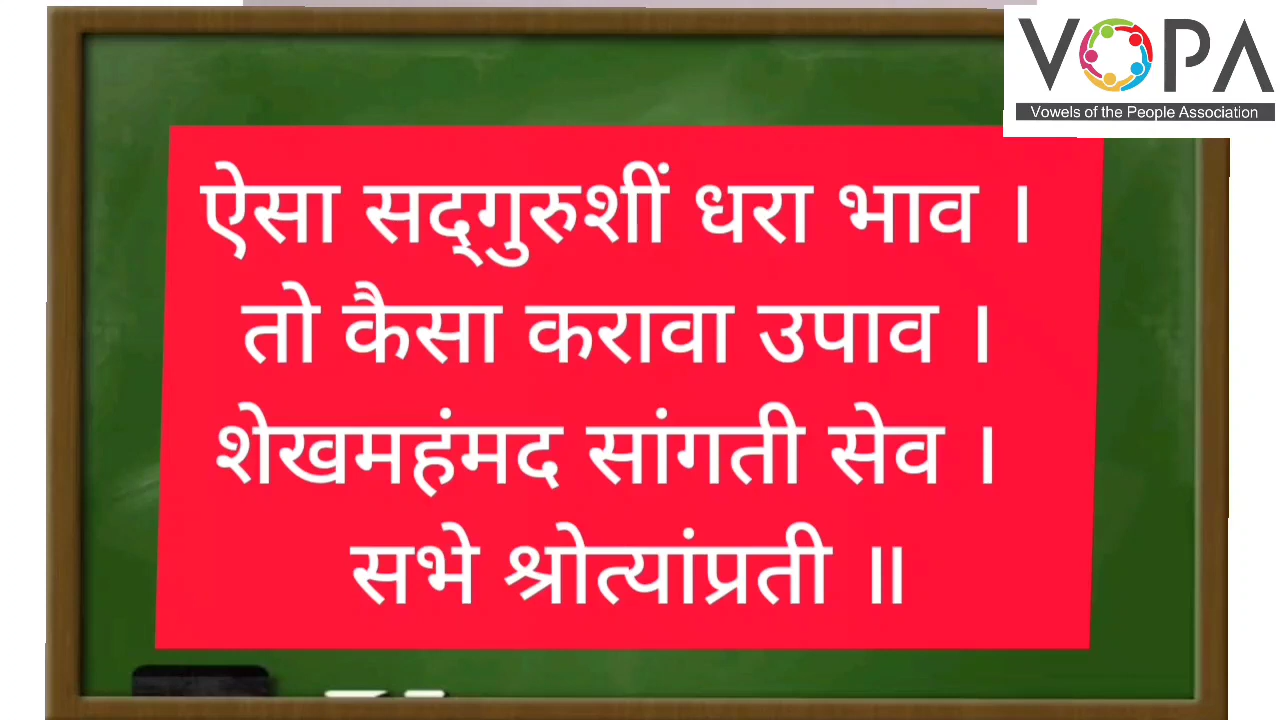 VOPA
Vowels of the People Association
ऐसा सद्‌गुरुशीं धरा भाव ।
तो कैसा करावा उपाव ।
शेखमहंमद सांगती सेव ।
सभे श्रोत्यांप्रती ॥